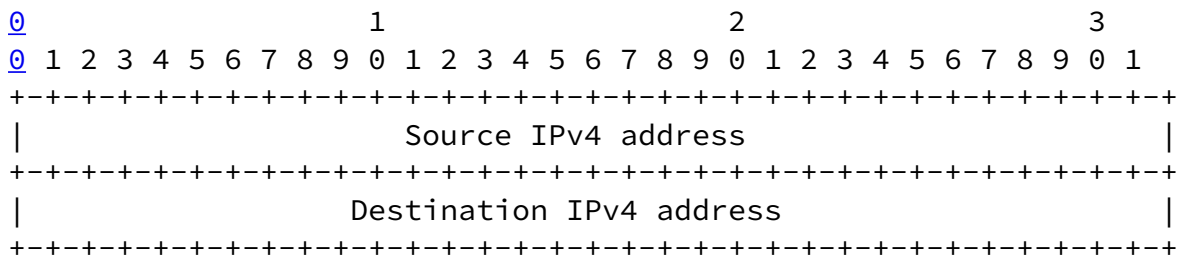 0                   1                   2                   3
0 1 2 3 4 5 6 7 8 9 0 1 2 3 4 5 6 7 8 9 0 1 2 3 4 5 6 7 8 9 0 1
+-+-+-+-+-+-+-+-+-+-+-+-+-+-+-+-+-+-+-+-+-+-+-+-+-+-+-+-+-+-+-+-+
|                     Source IPv4 address                       |
+-+-+-+-+-+-+-+-+-+-+-+-+-+-+-+-+-+-+-+-+-+-+-+-+-+-+-+-+-+-+-+-+
|                  Destination IPv4 address                     |
+-+-+-+-+-+-+-+-+-+-+-+-+-+-+-+-+-+-+-+-+-+-+-+-+-+-+-+-+-+-+-+-+